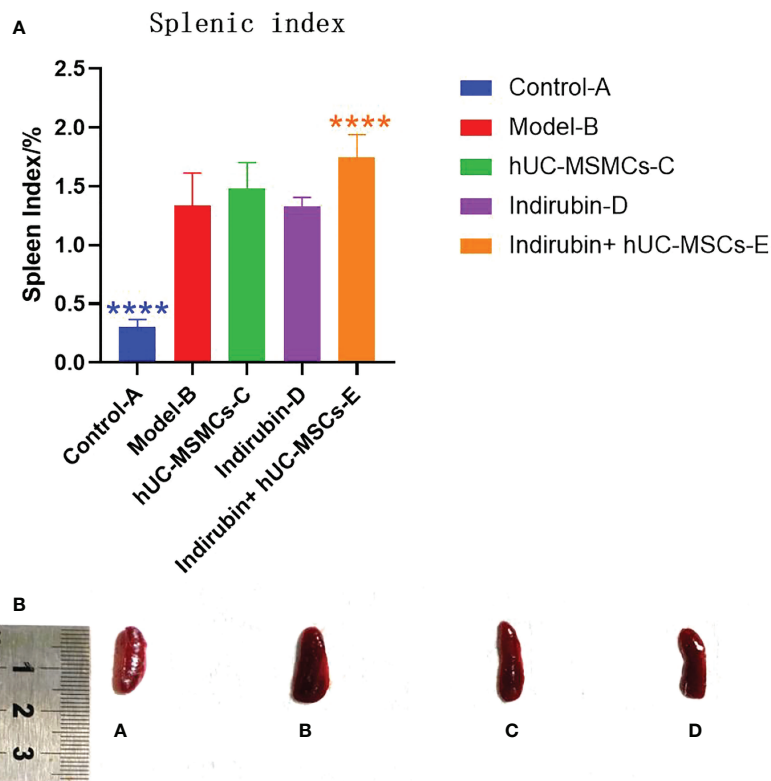 A
Splenic index
Spleen Index/%
2.5
2.0
1.5
1.0
0.5
0.0
****
****
Control-A
Model-B
hUC-MSMCs-C
Indirubin-D
Indirubin+ hUC-MSCs-E
Control-A
Model-B
hUC-MSMCs-C
Indirubin-D
Indirubin+ hUC-MSCs-E
B
1
2
3
A
B
C
D